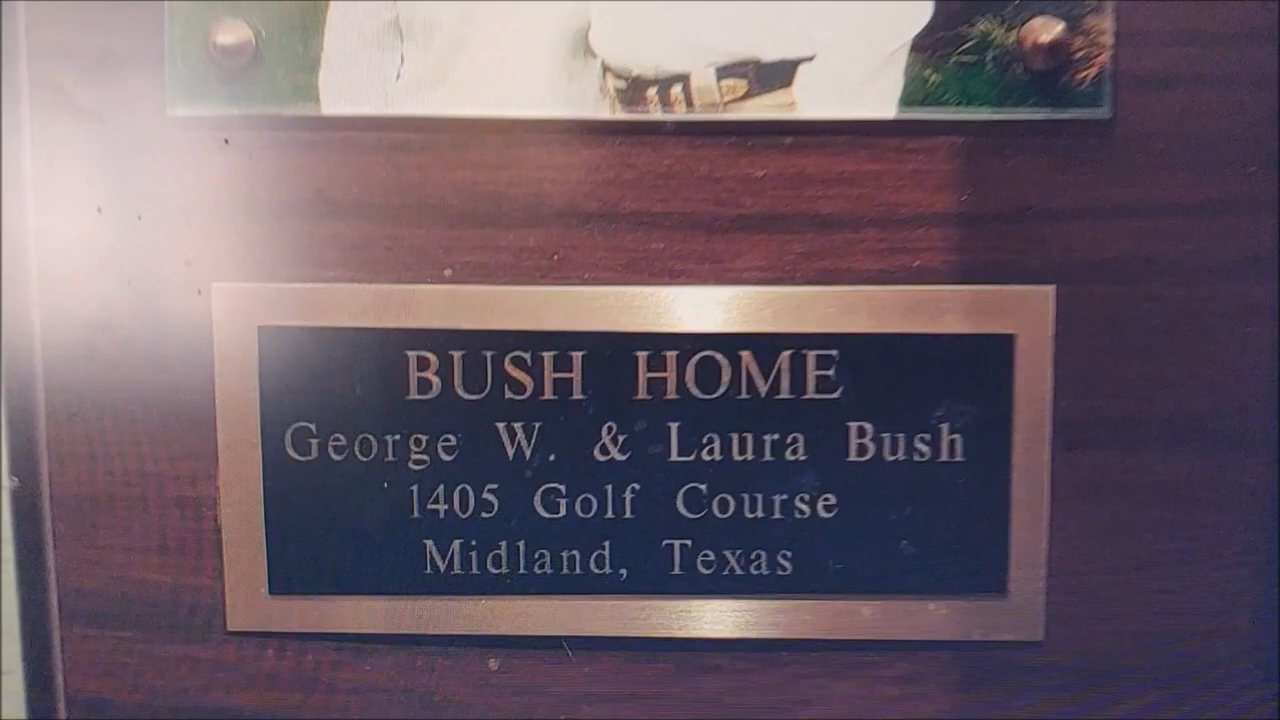 BUSH HOME
George W. & Laura Bush
1405 Golf Course
Midland, Texas